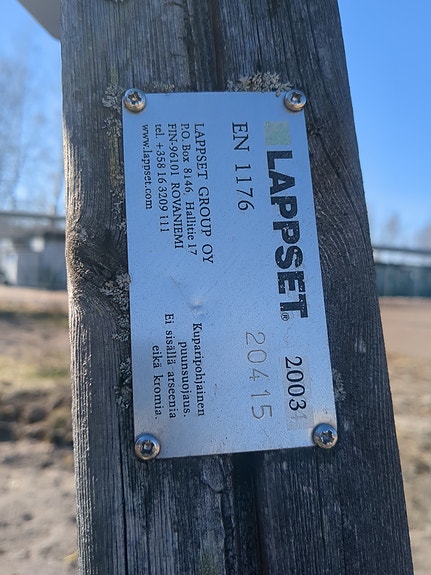 LAPPSET® 2003
EN 1176
20415
LAPPSET GROUP OY
P.O. Box 8146, Hallitie 17
FIN-96101 ROVANIEMI
tel. +358 16 3209 111
www.lappset.com
Kuparipohjainen
puunsuojaus.
Ei sisällä arseenia
eikä kromia.